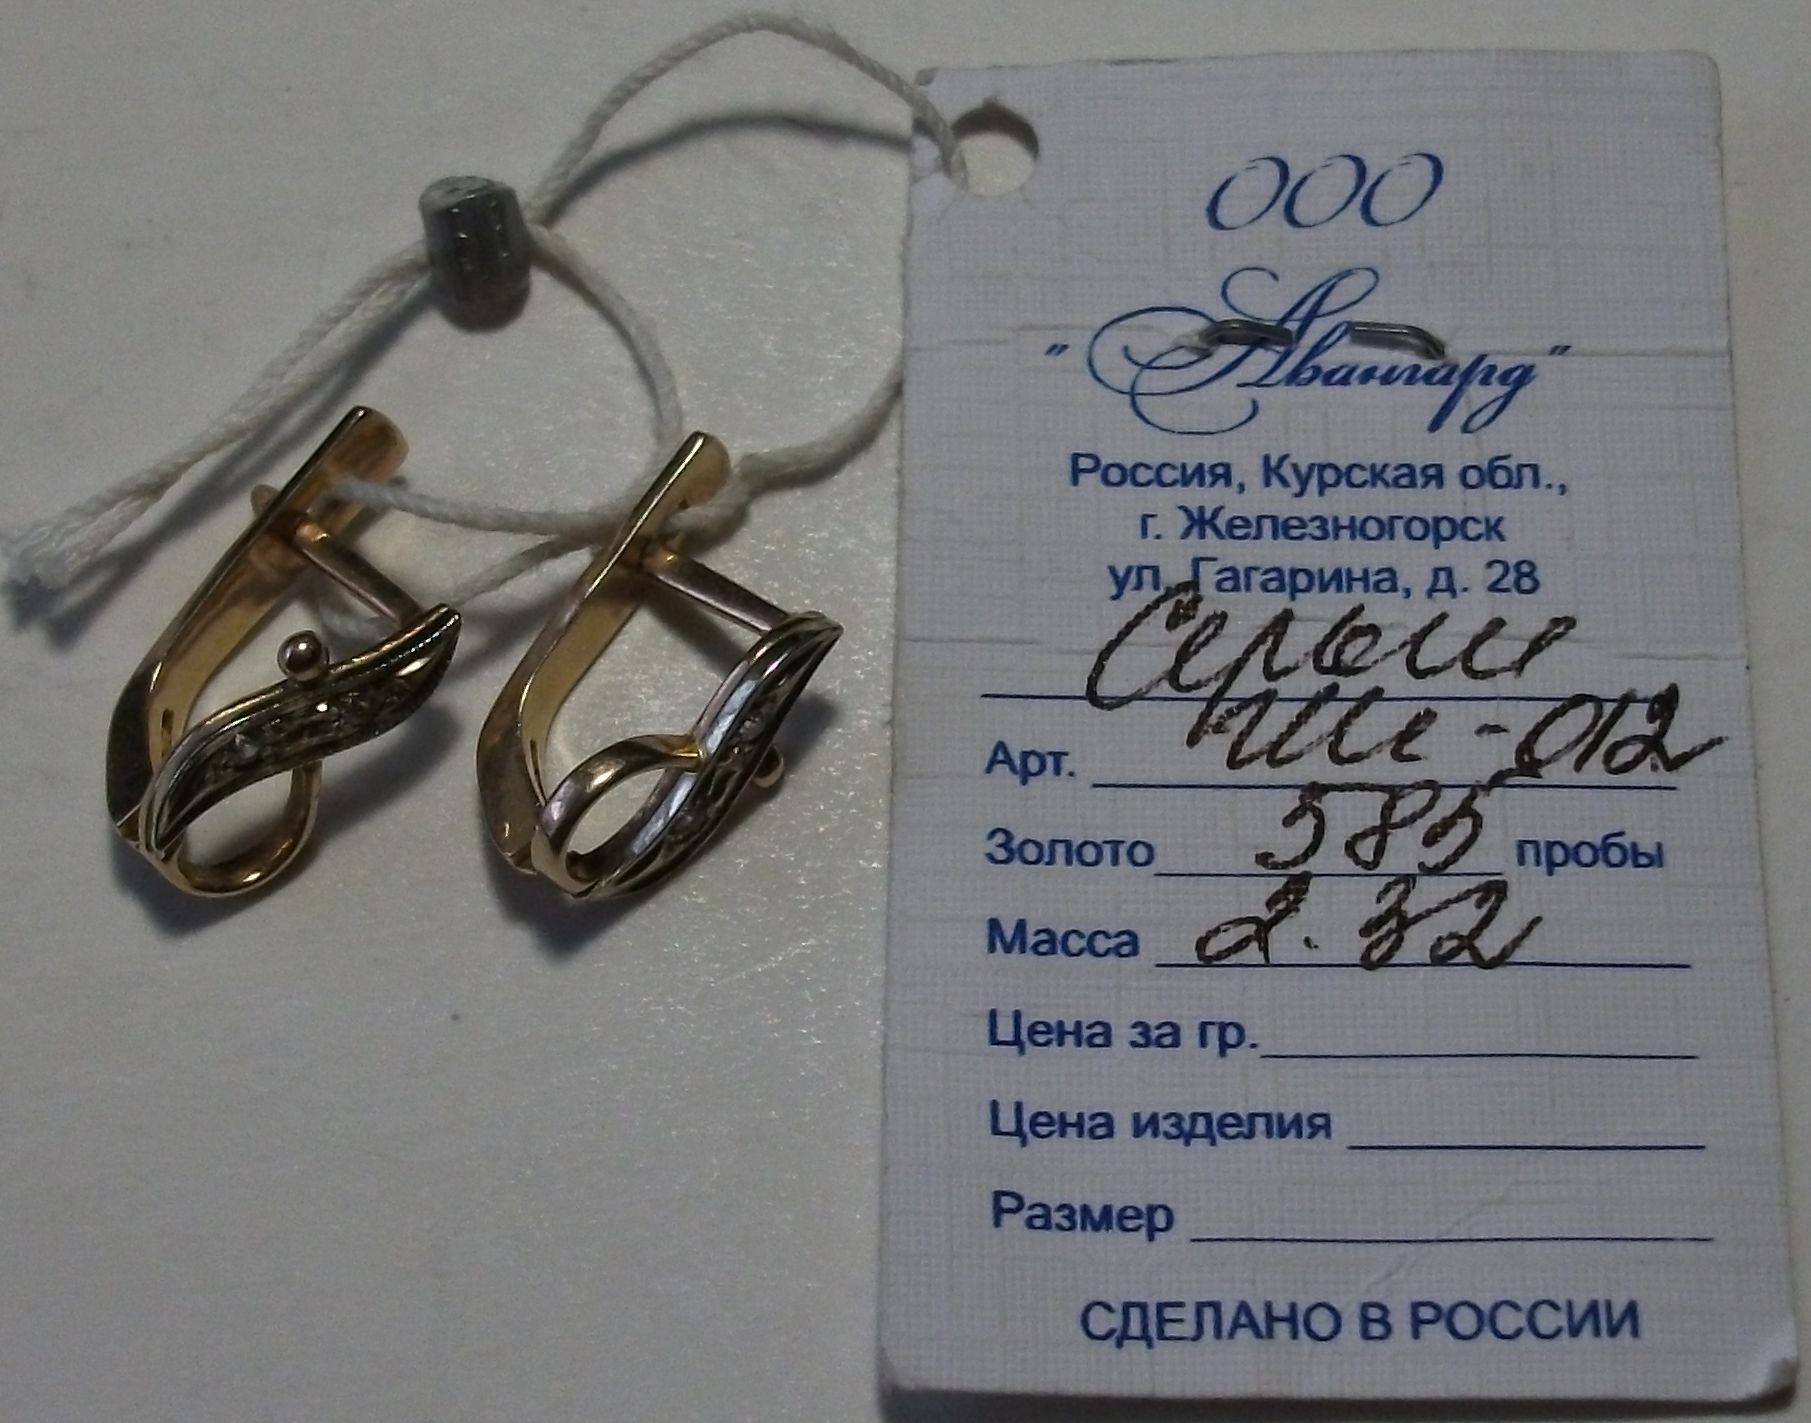 ООО
"Авангард"
Россия, Курская обл.,
г. Железногорск
ул. Гагарина, д. 28
Серьги
Арт. -012
Золото 585 пробы
Масса 2.32
Цена за гр.
Цена изделия
Размер
СДЕЛАНО В РОССИИ